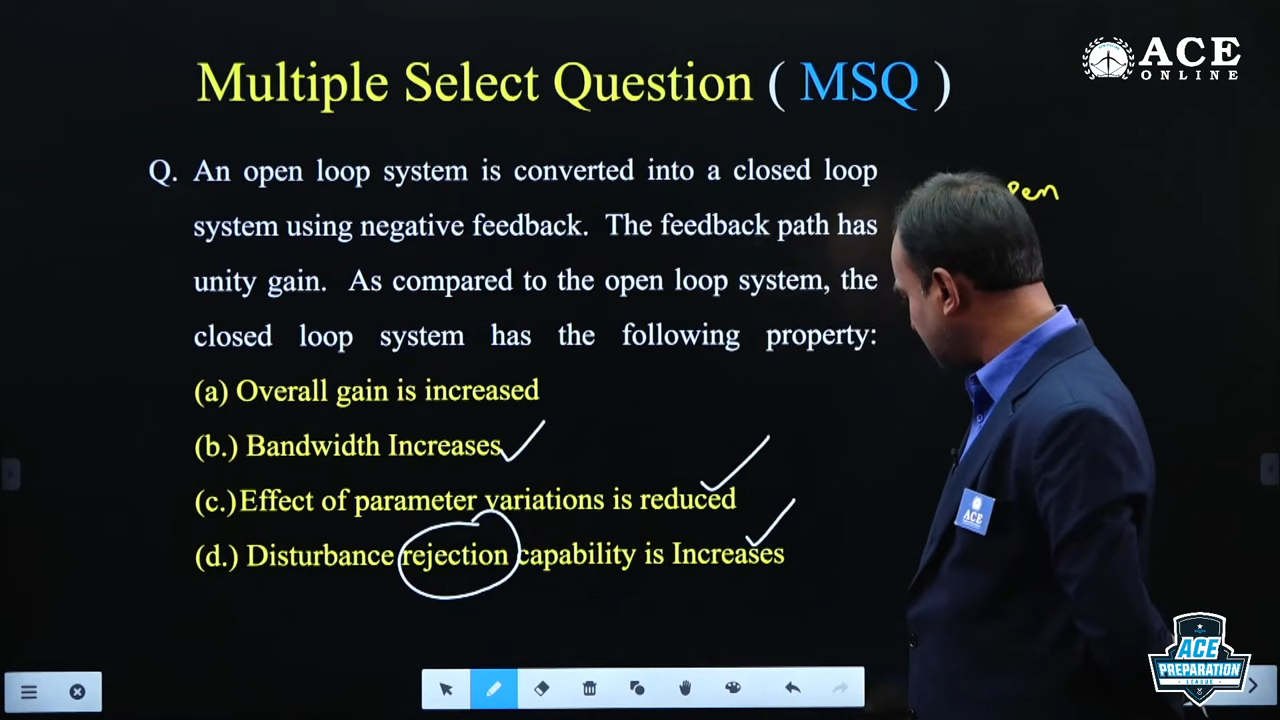 Multiple Select Question ( MSQ )
ACE
ONLINE
Q. An open loop system is converted into a closed loop
system using negative feedback. The feedback path has
unity gain. As compared to the open loop system, the
closed loop system has the following property:
(a) Overall gain is increased
(b.) Bandwidth Increases
(c.)Effect of parameter variations is reduced
(d.) Disturbance rejection capability is Increases
ACE
ACE
PREPARATION
LEAGUE